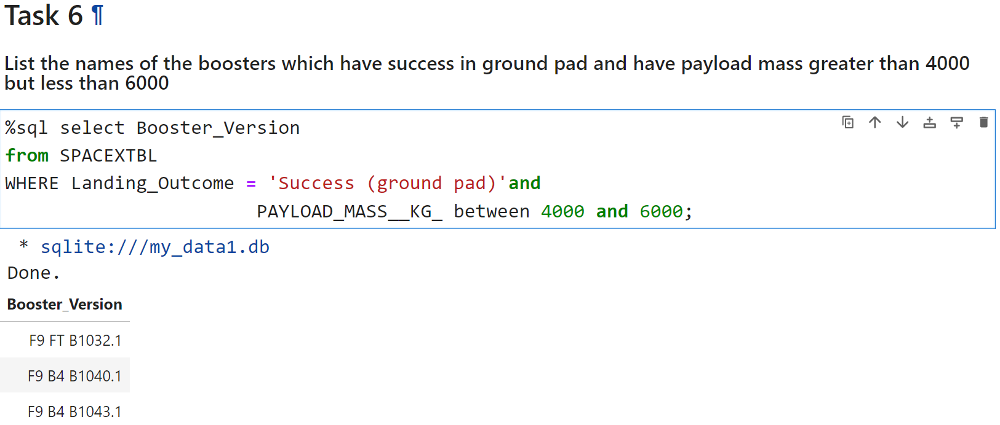 Task 6 ¶
List the names of the boosters which have success in ground pad and have payload mass greater than 4000
but less than 6000
%sql select Booster_Version
from SPACEXTBL
WHERE Landing_Outcome = 'Success (ground pad)'and
PAYLOAD_MASS__KG_ between 4000 and 6000;
* sqlite:///my_data1.db
Done.
Booster_Version
F9 FT B1032.1
F9 B4 B1040.1
F9 B4 B1043.1